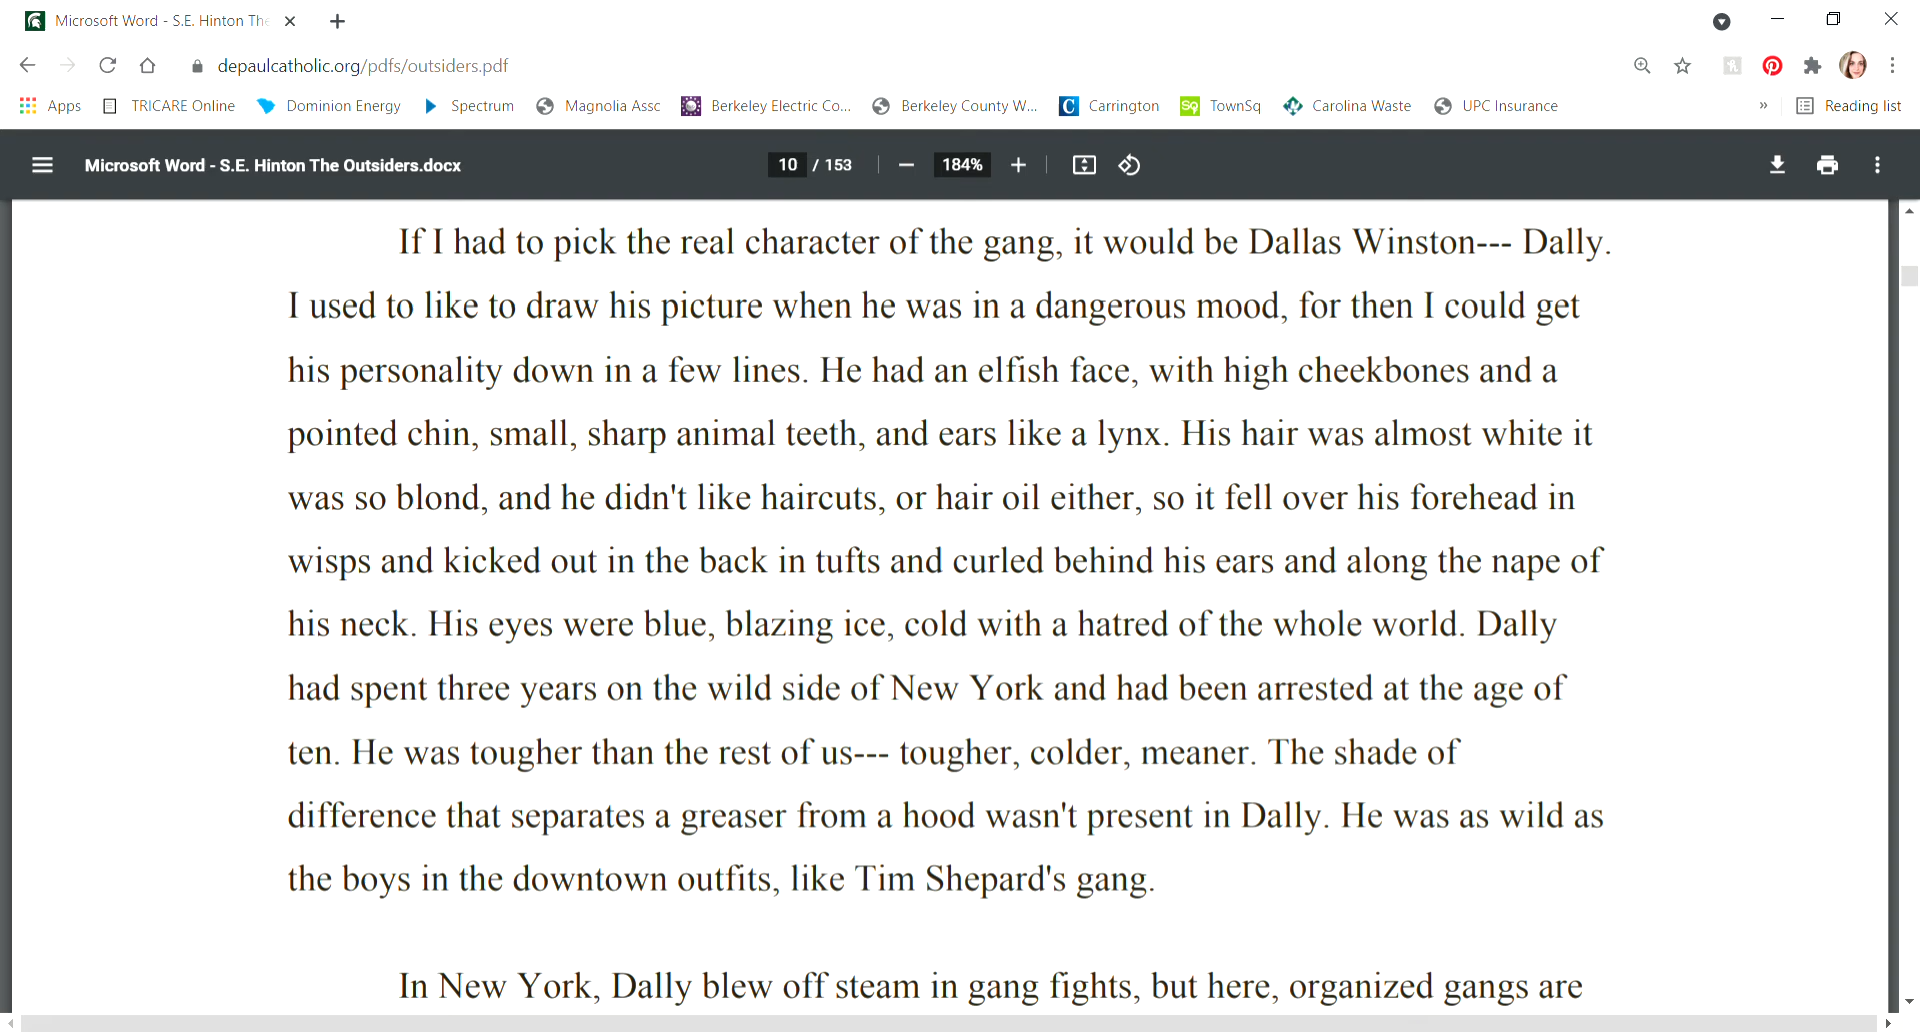 Microsoft Word - S.E. Hinton The
depaulcatholic.org/pdfs/outsiders.pdf
Apps TRICARE Online Dominion Energy Spectrum Magnolia Assc Berkeley Electric Co... Berkeley County W... C Carrington Sq TownSq Carolina Waste UPC Insurance » Reading list
Microsoft Word - S.E. Hinton The Outsiders.docx 10 / 153 184%
If I had to pick the real character of the gang, it would be Dallas Winston--- Dally.
I used to like to draw his picture when he was in a dangerous mood, for then I could get
his personality down in a few lines. He had an elfish face, with high cheekbones and a
pointed chin, small, sharp animal teeth, and ears like a lynx. His hair was almost white it
was so blond, and he didn't like haircuts, or hair oil either, so it fell over his forehead in
wisps and kicked out in the back in tufts and curled behind his ears and along the nape of
his neck. His eyes were blue, blazing ice, cold with a hatred of the whole world. Dally
had spent three years on the wild side of New York and had been arrested at the age of
ten. He was tougher than the rest of us--- tougher, colder, meaner. The shade of
difference that separates a greaser from a hood wasn't present in Dally. He was as wild as
the boys in the downtown outfits, like Tim Shepard's gang.
In New York, Dally blew off steam in gang fights, but here, organized gangs are